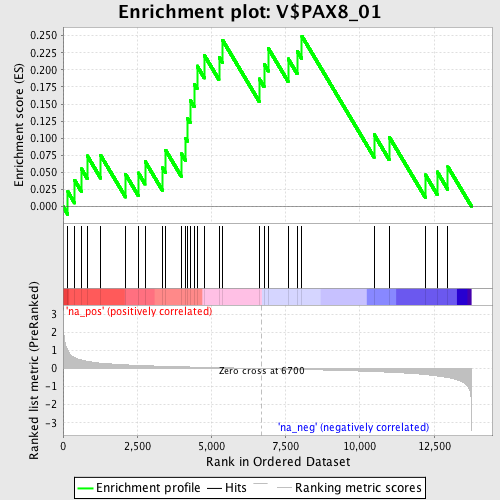 Enrichment plot: V$PAX8_01
Enrichment score (ES)
0.250
0.225
0.200
0.175
0.150
0.125
0.100
0.075
0.050
0.025
0.000
'na_pos' (positively correlated)
Ranked list metric (PreRanked)
3
2
1
0
-1
-2
-3
Zero cross at 6700
'na_neg' (negatively correlated)
0
2,500
5,000
7,500
10,000
12,500
Rank in Ordered Dataset
Enrichment profile
Hits
Ranking metric scores